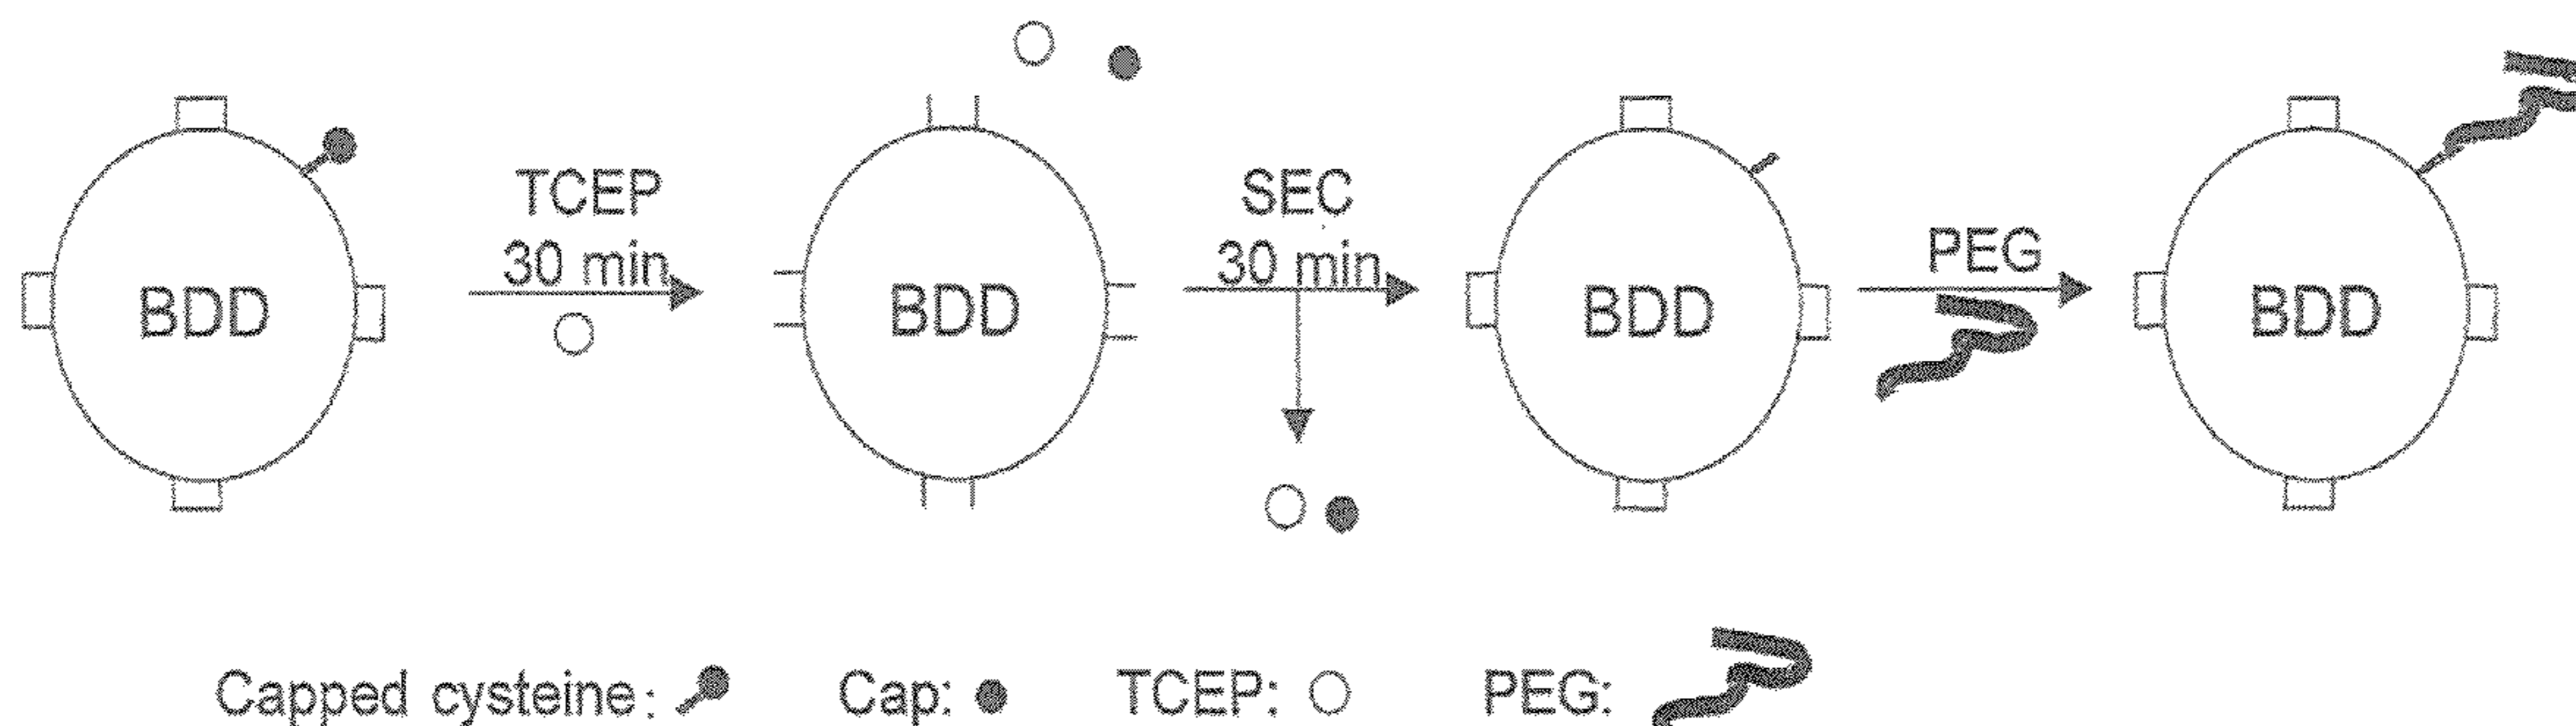 BDD
TCEP
30 min
BDD
SEC
30 min
BDD
PEG
BDD
Capped cysteine: Cap: TCEP: PEG: